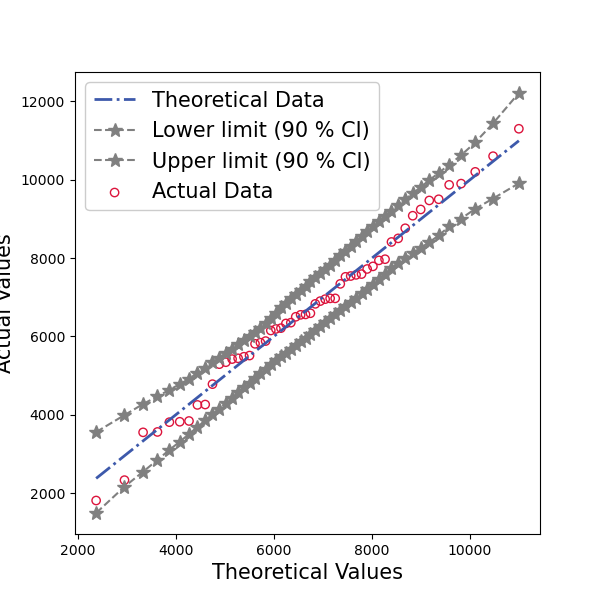 Theoretical Data
Lower limit (90 % CI)
Upper limit (90 % CI)
Actual Data
12000
10000
8000
6000
4000
2000
Actual Values
2000 4000 6000 8000 10000
Theoretical Values